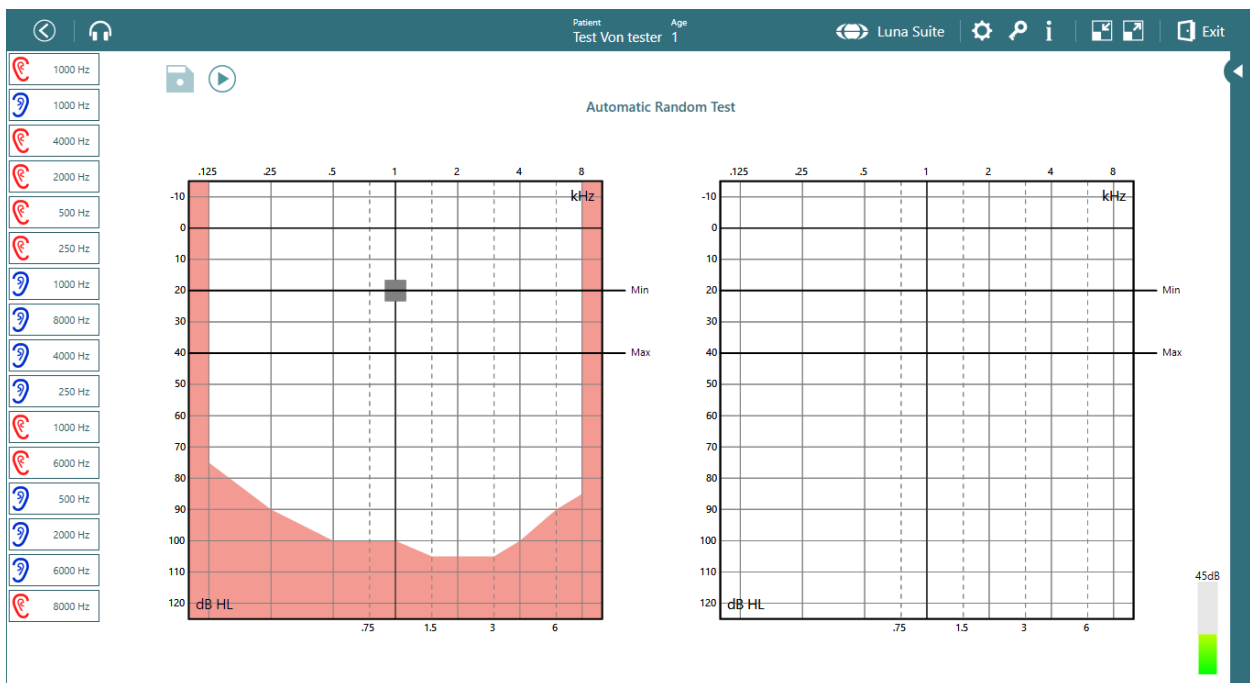 Patient Age
Test Von tester 1
Luna Suite
i
Exit
1000 Hz
1000 Hz
4000 Hz
2000 Hz
500 Hz
250 Hz
1000 Hz
8000 Hz
4000 Hz
250 Hz
1000 Hz
6000 Hz
500 Hz
2000 Hz
6000 Hz
8000 Hz
Automatic Random Test
.125 .25 .5 1 2 4 8
kHz
-10
0
10
20 Min
30
40 Max
50
60
70
80
90
100
110
120 dB HL
.75 1.5 3 6
.125 .25 .5 1 2 4 8
kHz
-10
0
10
20 Min
30
40 Max
50
60
70
80
90
100
110
120 dB HL
.75 1.5 3 6
45dB